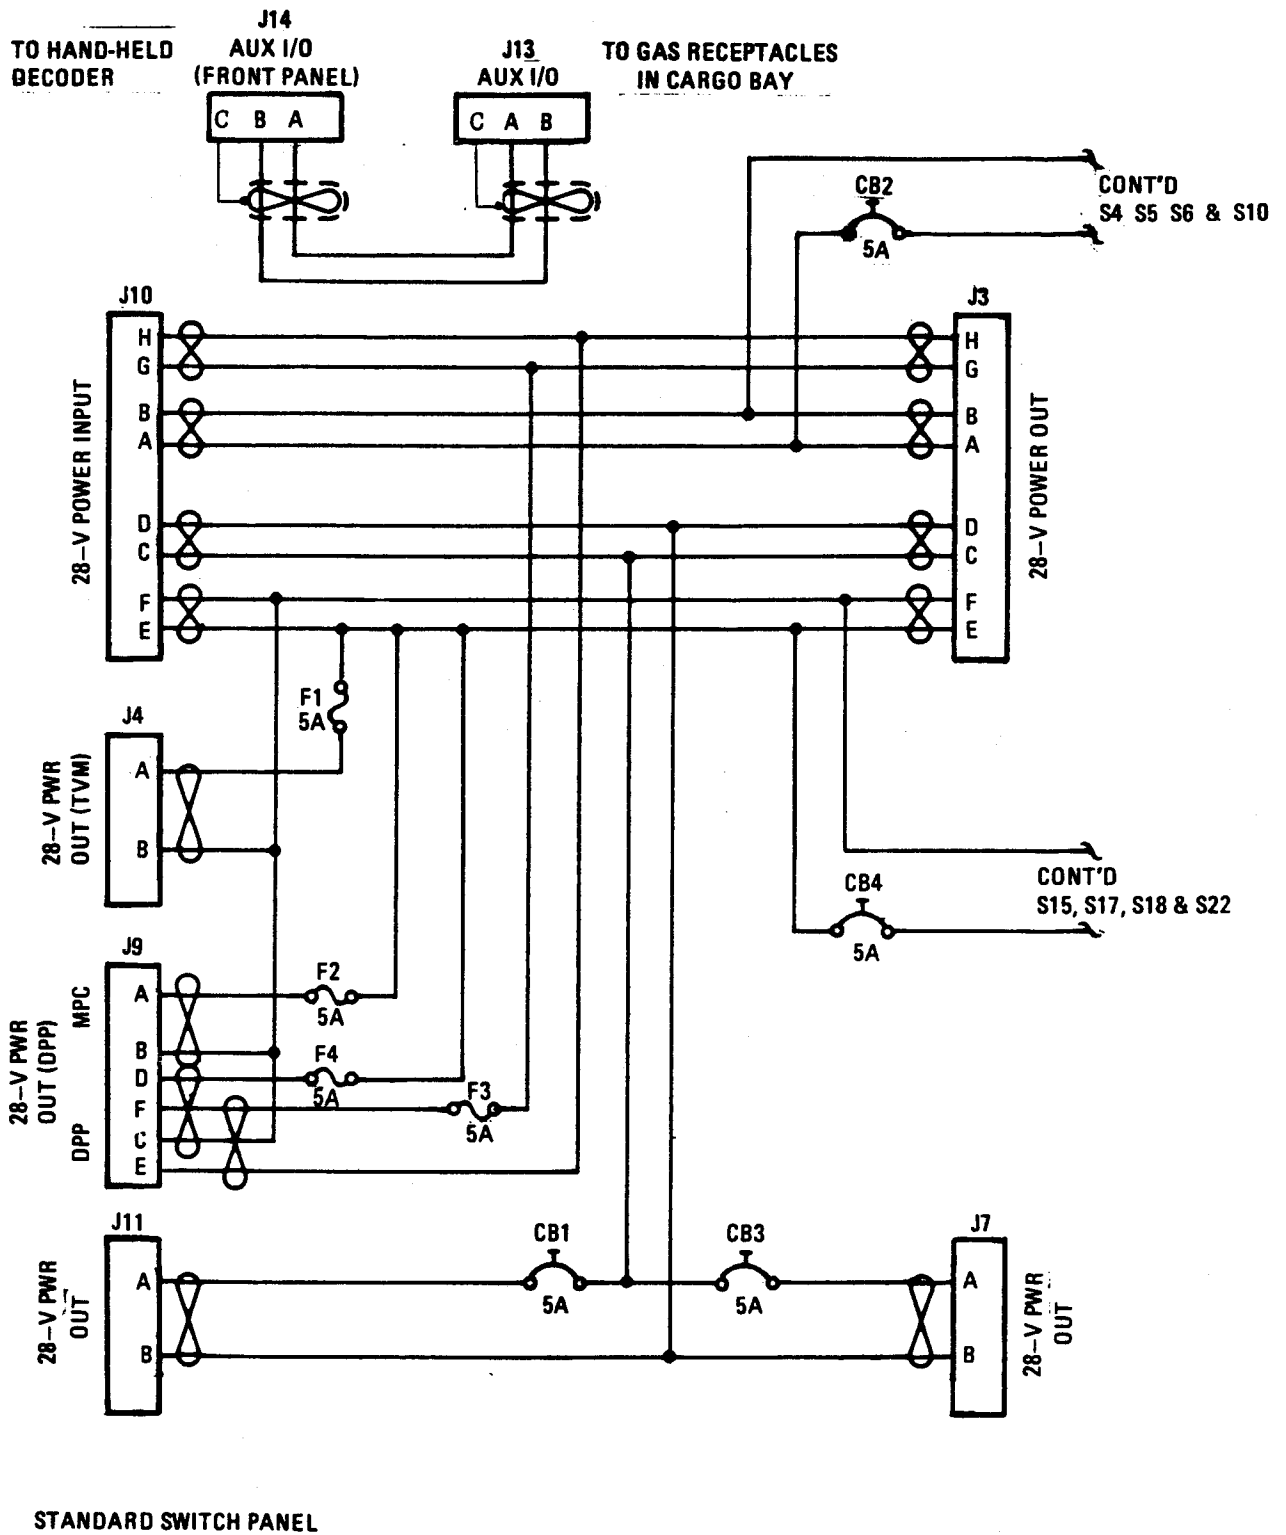 J14
TO HAND-HELD
DECODER
AUX I/O
(FRONT PANEL)
J13
AUX I/O
TO GAS RECEPTACLES
IN CARGO BAY
C B A
C A B
CB2
5A
CONT'D
S4 S5 S6 & S10
J10
28-V POWER INPUT
H
G
B
A
D
C
F
E
J3
28-V POWER OUT
H
G
B
A
D
C
F
E
F1
5A
J4
28-V PWR
OUT (TVM)
A
B
CB4
5A
CONT'D
S15, S17, S18 & S22
J9
28-V PWR
OUT (DPP)
MPC
DPP
A
B
D
F
C
E
F2
5A
F4
5A
F3
5A
J11
28-V PWR
OUT
A
B
CB1
5A
CB3
5A
J7
A
B
28-V PWR
OUT
STANDARD SWITCH PANEL